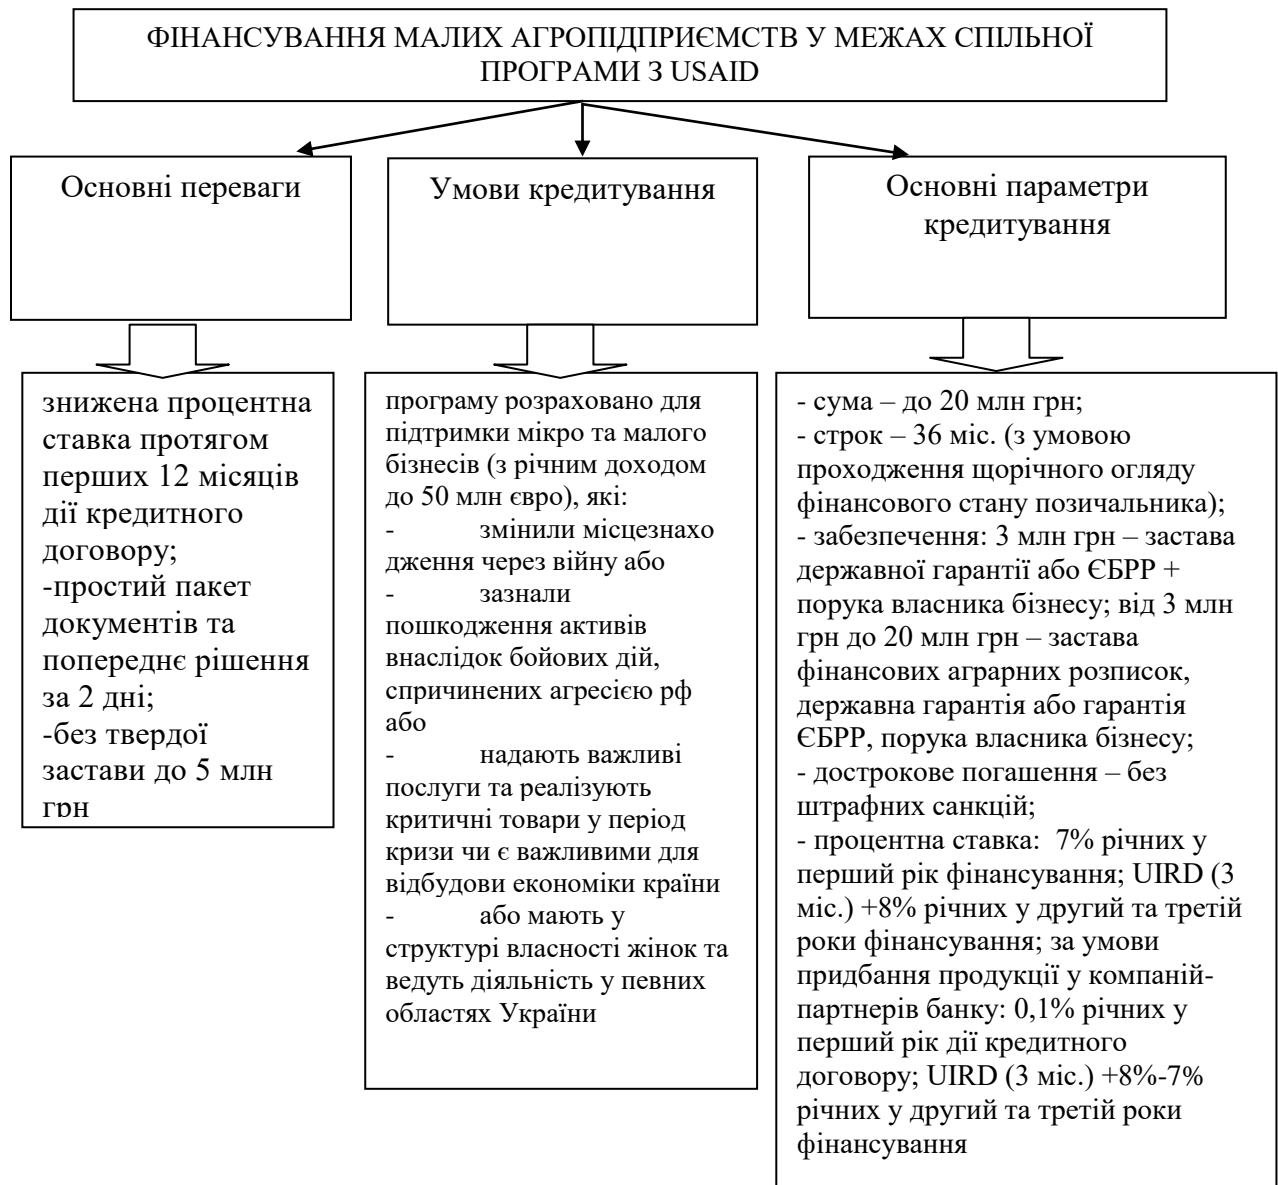 ФІНАНСУВАННЯ МАЛИХ АГРОПІДПРИЄМСТВ У МЕЖАХ СПІЛЬНОЇ
ПРОГРАМИ З USAID
Основні переваги
Умови кредитування
Основні параметри
кредитування
знижена процентна
ставка протягом
перших 12 місяців
дії кредитного
договору;
-простий пакет
документів та
попереднє рішення
за 2 дні;
-без твердої
застави до 5 млн
грн
програму розраховано для
підтримки мікро та малого
бізнесів (з річним доходом
до 50 млн євро), які:
- змінили місцезнахо
дження через війну або
- зазнали
пошкодження активів
внаслідок бойових дій,
спричинених агресією рф
або
- надають важливі
послуги та реалізують
критичні товари у період
кризи чи є важливими для
відбудови економіки країни
- або мають у
структурі власності жінок та
ведуть діяльність у певних
областях України
- сума – до 20 млн грн;
- строк – 36 міс. (з умовою
проходження щорічного огляду
фінансового стану позичальника);
- забезпечення: 3 млн грн – застава
державної гарантії або ЄБРР +
порука власника бізнесу; від 3 млн
грн до 20 млн грн – застава
фінансових аграрних розписок,
державна гарантія або гарантія
ЄБРР, порука власника бізнесу;
- дострокове погашення – без
штрафних санкцій;
- процентна ставка: 7% річних у
перший рік фінансування; UIRD (3
міс.) +8% річних у другий та третій
роки фінансування; за умови
придбання продукції у компаній-
партнерів банку: 0,1% річних у
перший рік дії кредитного
договору; UIRD (3 міс.) +8%-7%
річних у другий та третій роки
фінансування